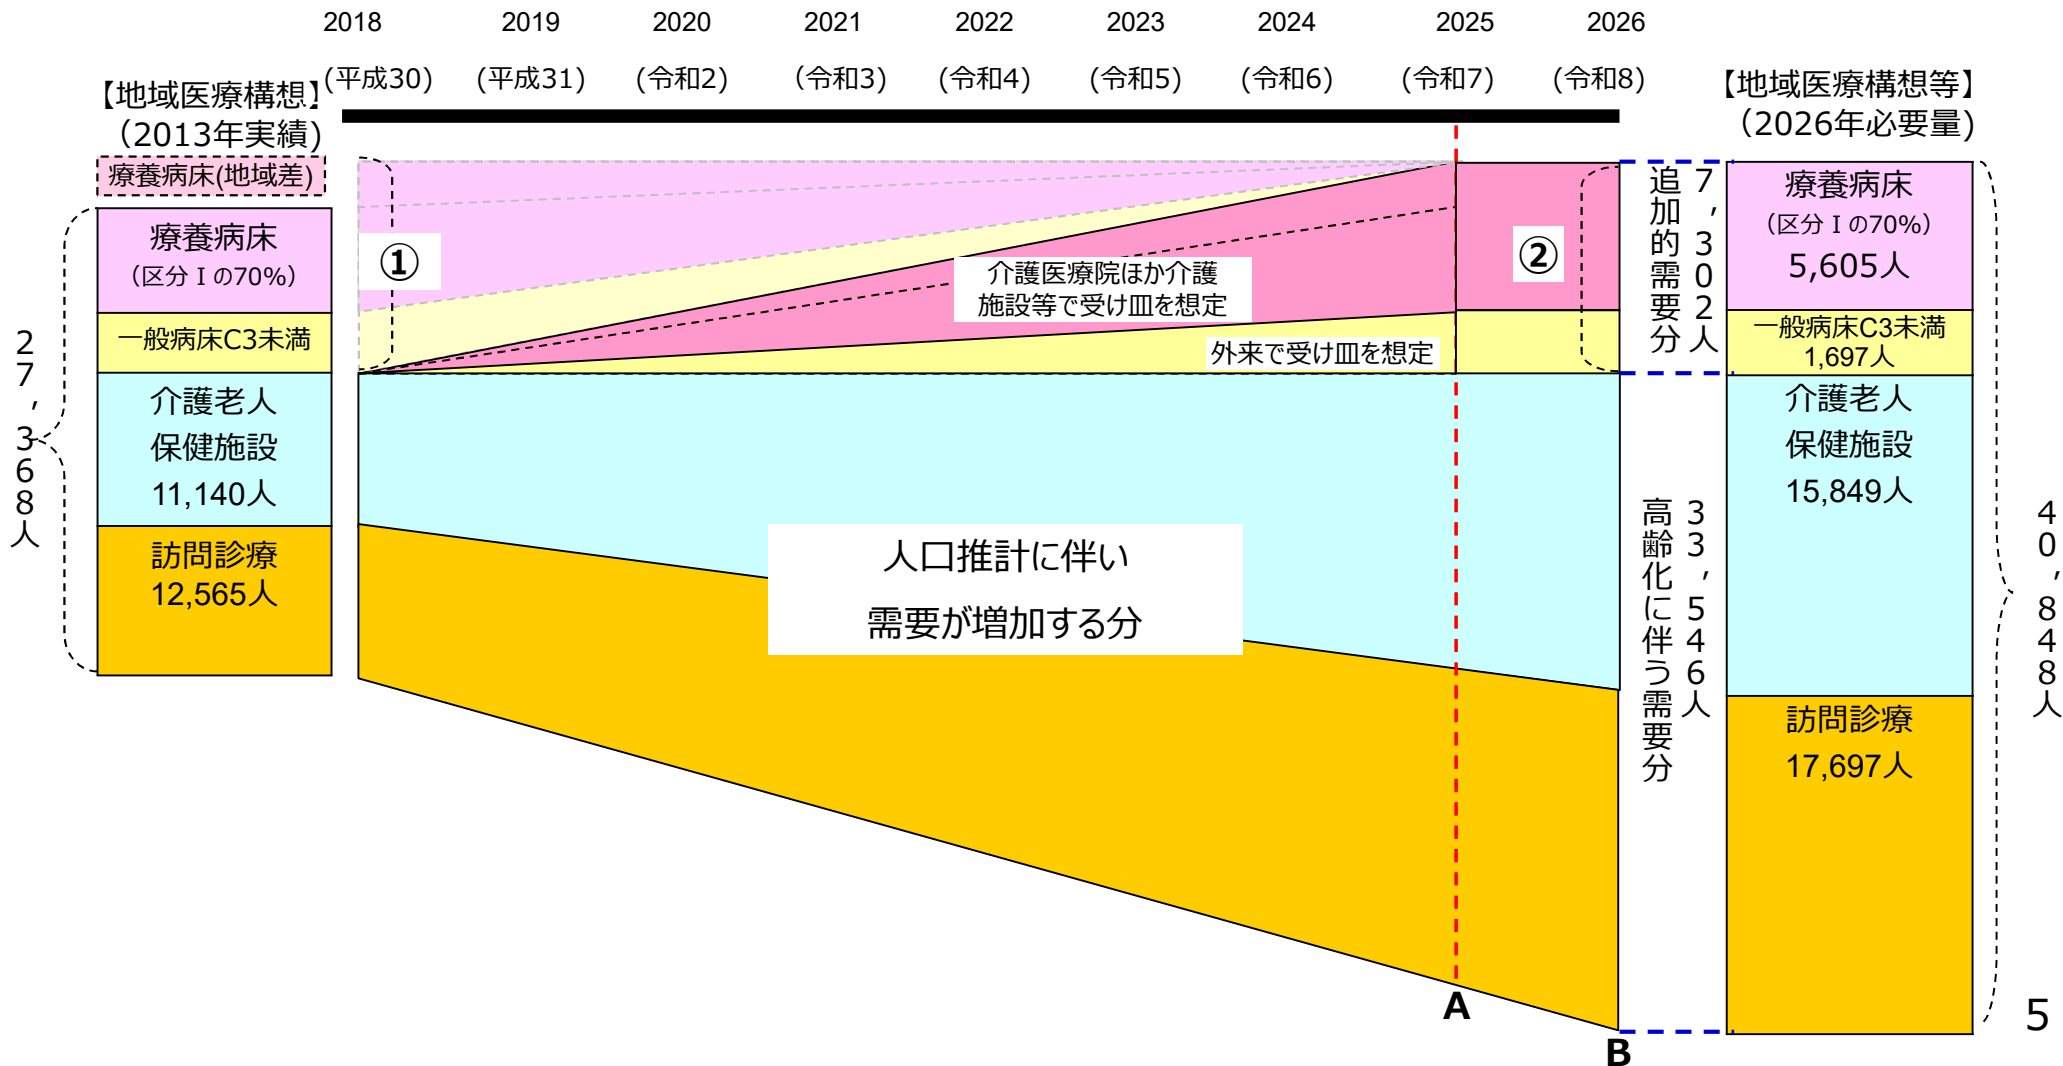 2018 2019 2020 2021 2022 2023 2024 2025 2026
(平成30) (平成31) (令和2) (令和3) (令和4) (令和5) (令和6) (令和7) (令和8)
【地域医療構想】
（2013年実績)
療養病床(地域差)
療養病床
（区分Ⅰの70%）
一般病床C3未満
介護老人
保健施設
11,140人
訪問診療
12,565人
27,368人
①
介護医療院ほか介護
施設等で受け皿を想定
外来で受け皿を想定
②
人口推計に伴い
需要が増加する分
A
B
追加的需要分
7,302人
高齢化に伴う需要分
33,546人
【地域医療構想等】
（2026年必要量)
療養病床
（区分Ⅰの70%）
5,605人
一般病床C3未満
1,697人
介護老人
保健施設
15,849人
訪問診療
17,697人
40,848人
5